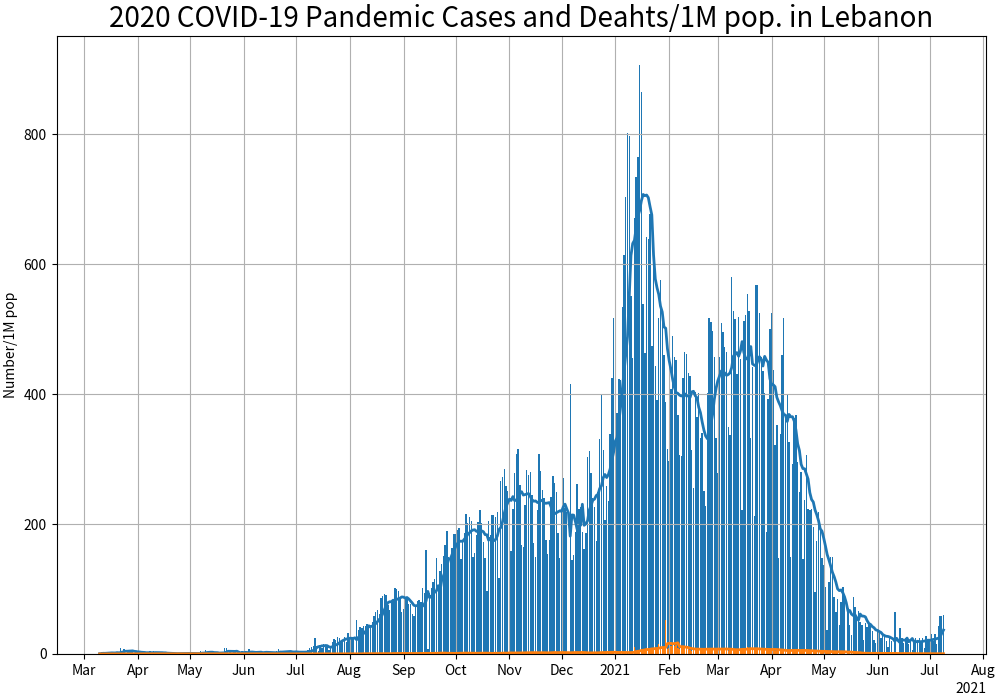 2020 COVID-19 Pandemic Cases and Deahts/1M pop. in Lebanon
Number/1M pop
800
600
400
200
0
Mar Apr May Jun Jul Aug Sep Oct Nov Dec 2021 Feb Mar Apr May Jun Jul Aug
2021